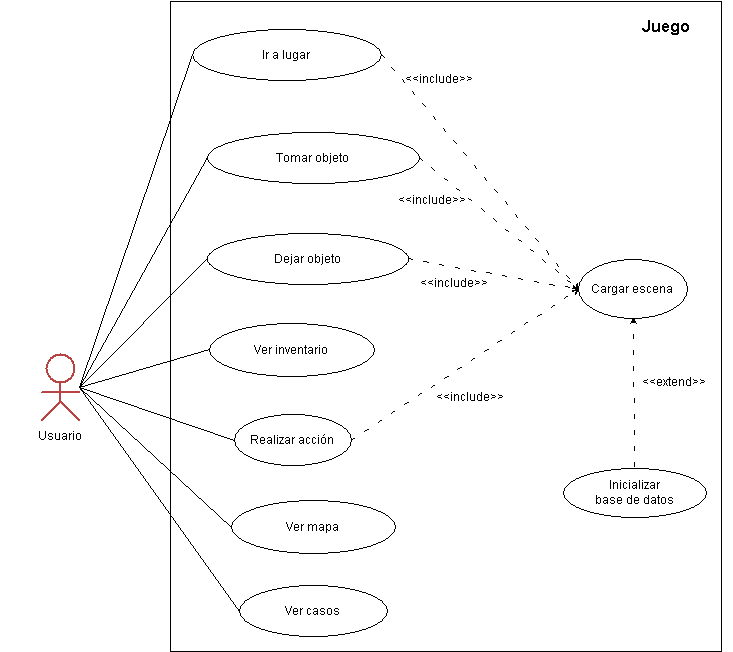 Juego
Ir a lugar
<<include>>
Tomar objeto
<<include>>
Dejar objeto
<<include>>
Cargar escena
Ver inventario
<<extend>>
<<include>>
Usuario
Realizar acción
Inicializar
base de datos
Ver mapa
Ver casos